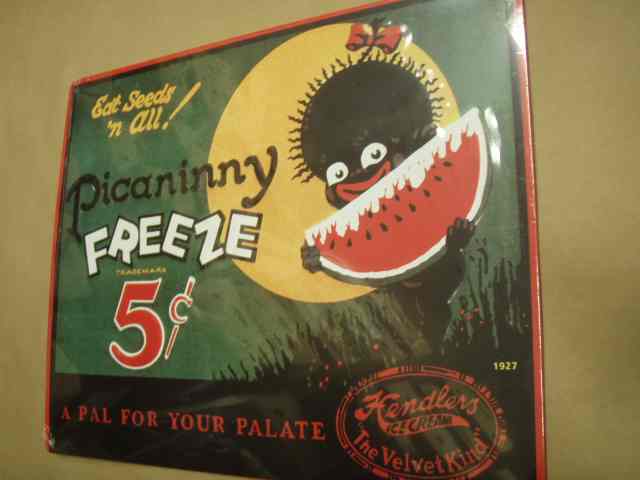 Eat Seeds
'n all!
Picaninny
FREEZE
TRADEMARK
5¢
1927
A PAL FOR YOUR PALATE
Hendlers
ICE CREAM
"The Velvet Kind"